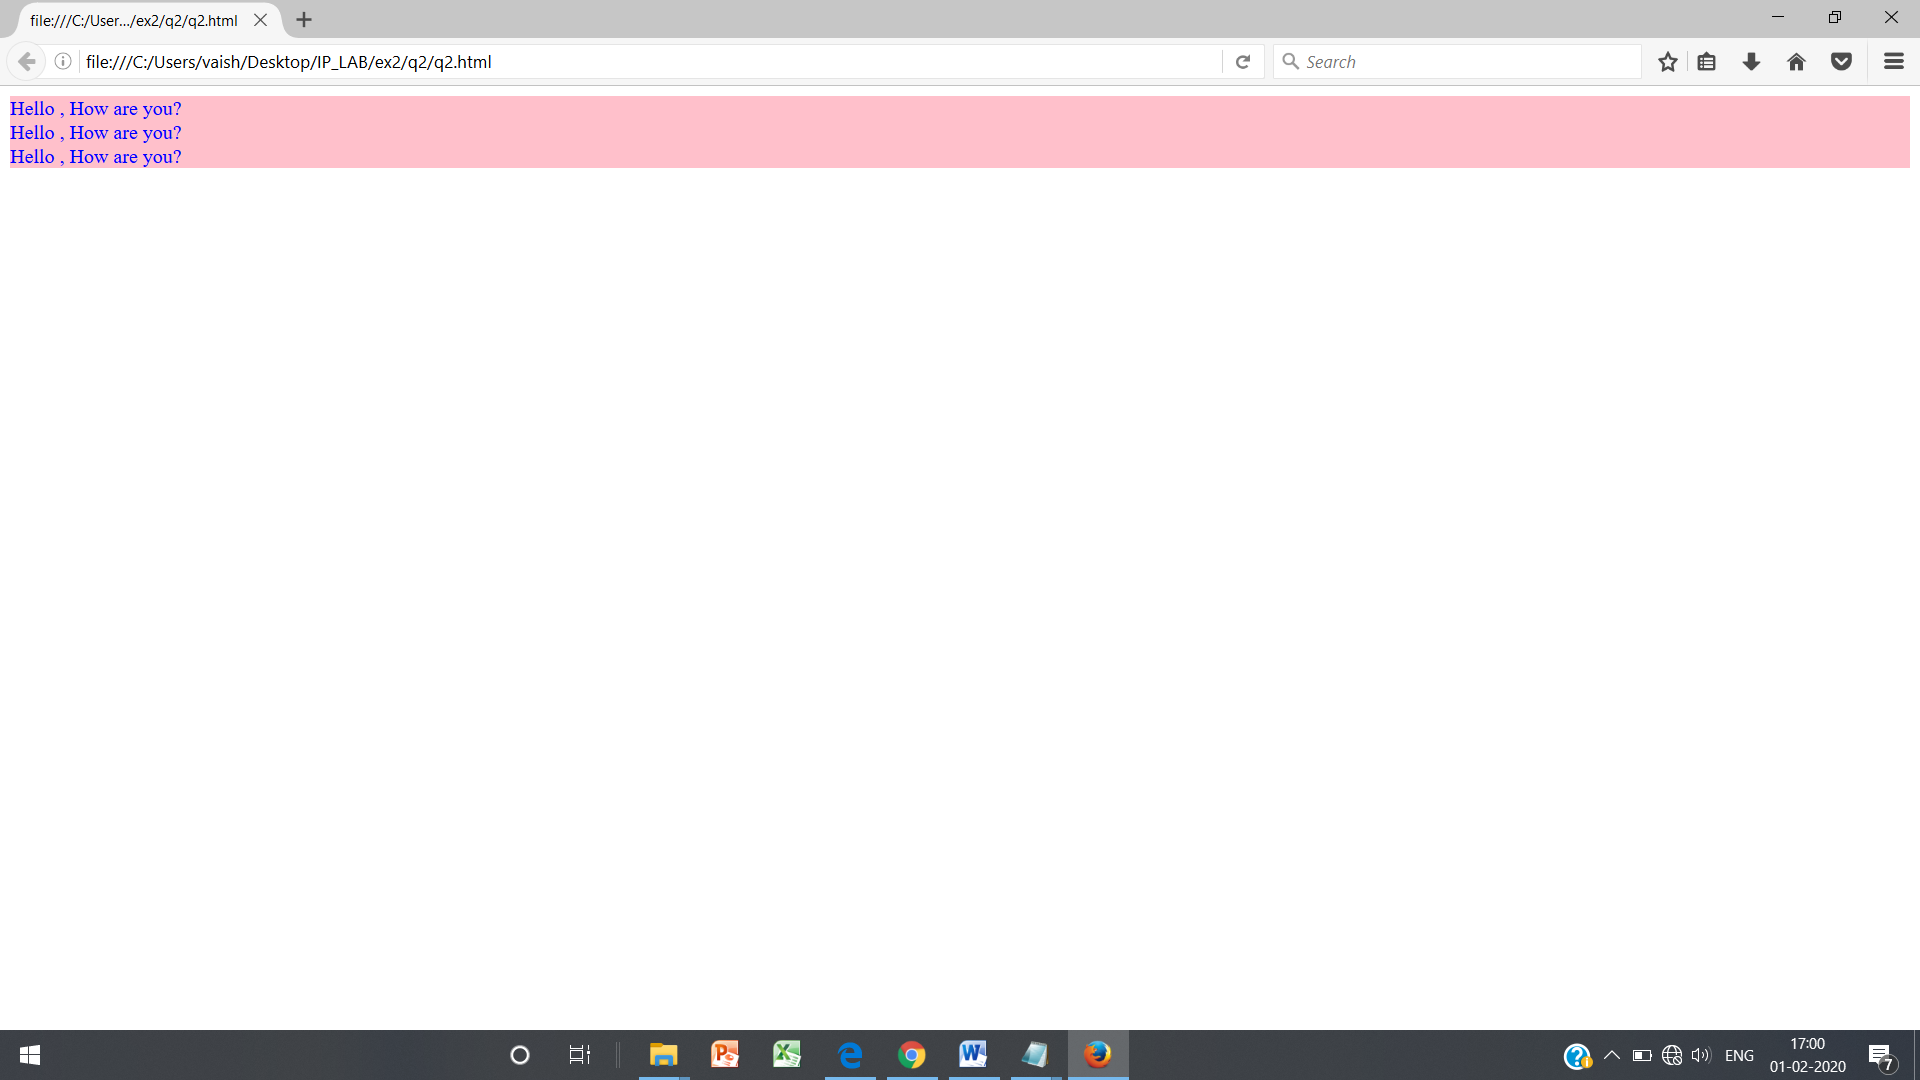 file:///C:/User.../ex2/q2/q2.html
file:///C:/Users/vaish/Desktop/IP_LAB/ex2/q2/q2.html
Search
Hello , How are you?
Hello , How are you?
Hello , How are you?
ENG
17:00
01-02-2020
7